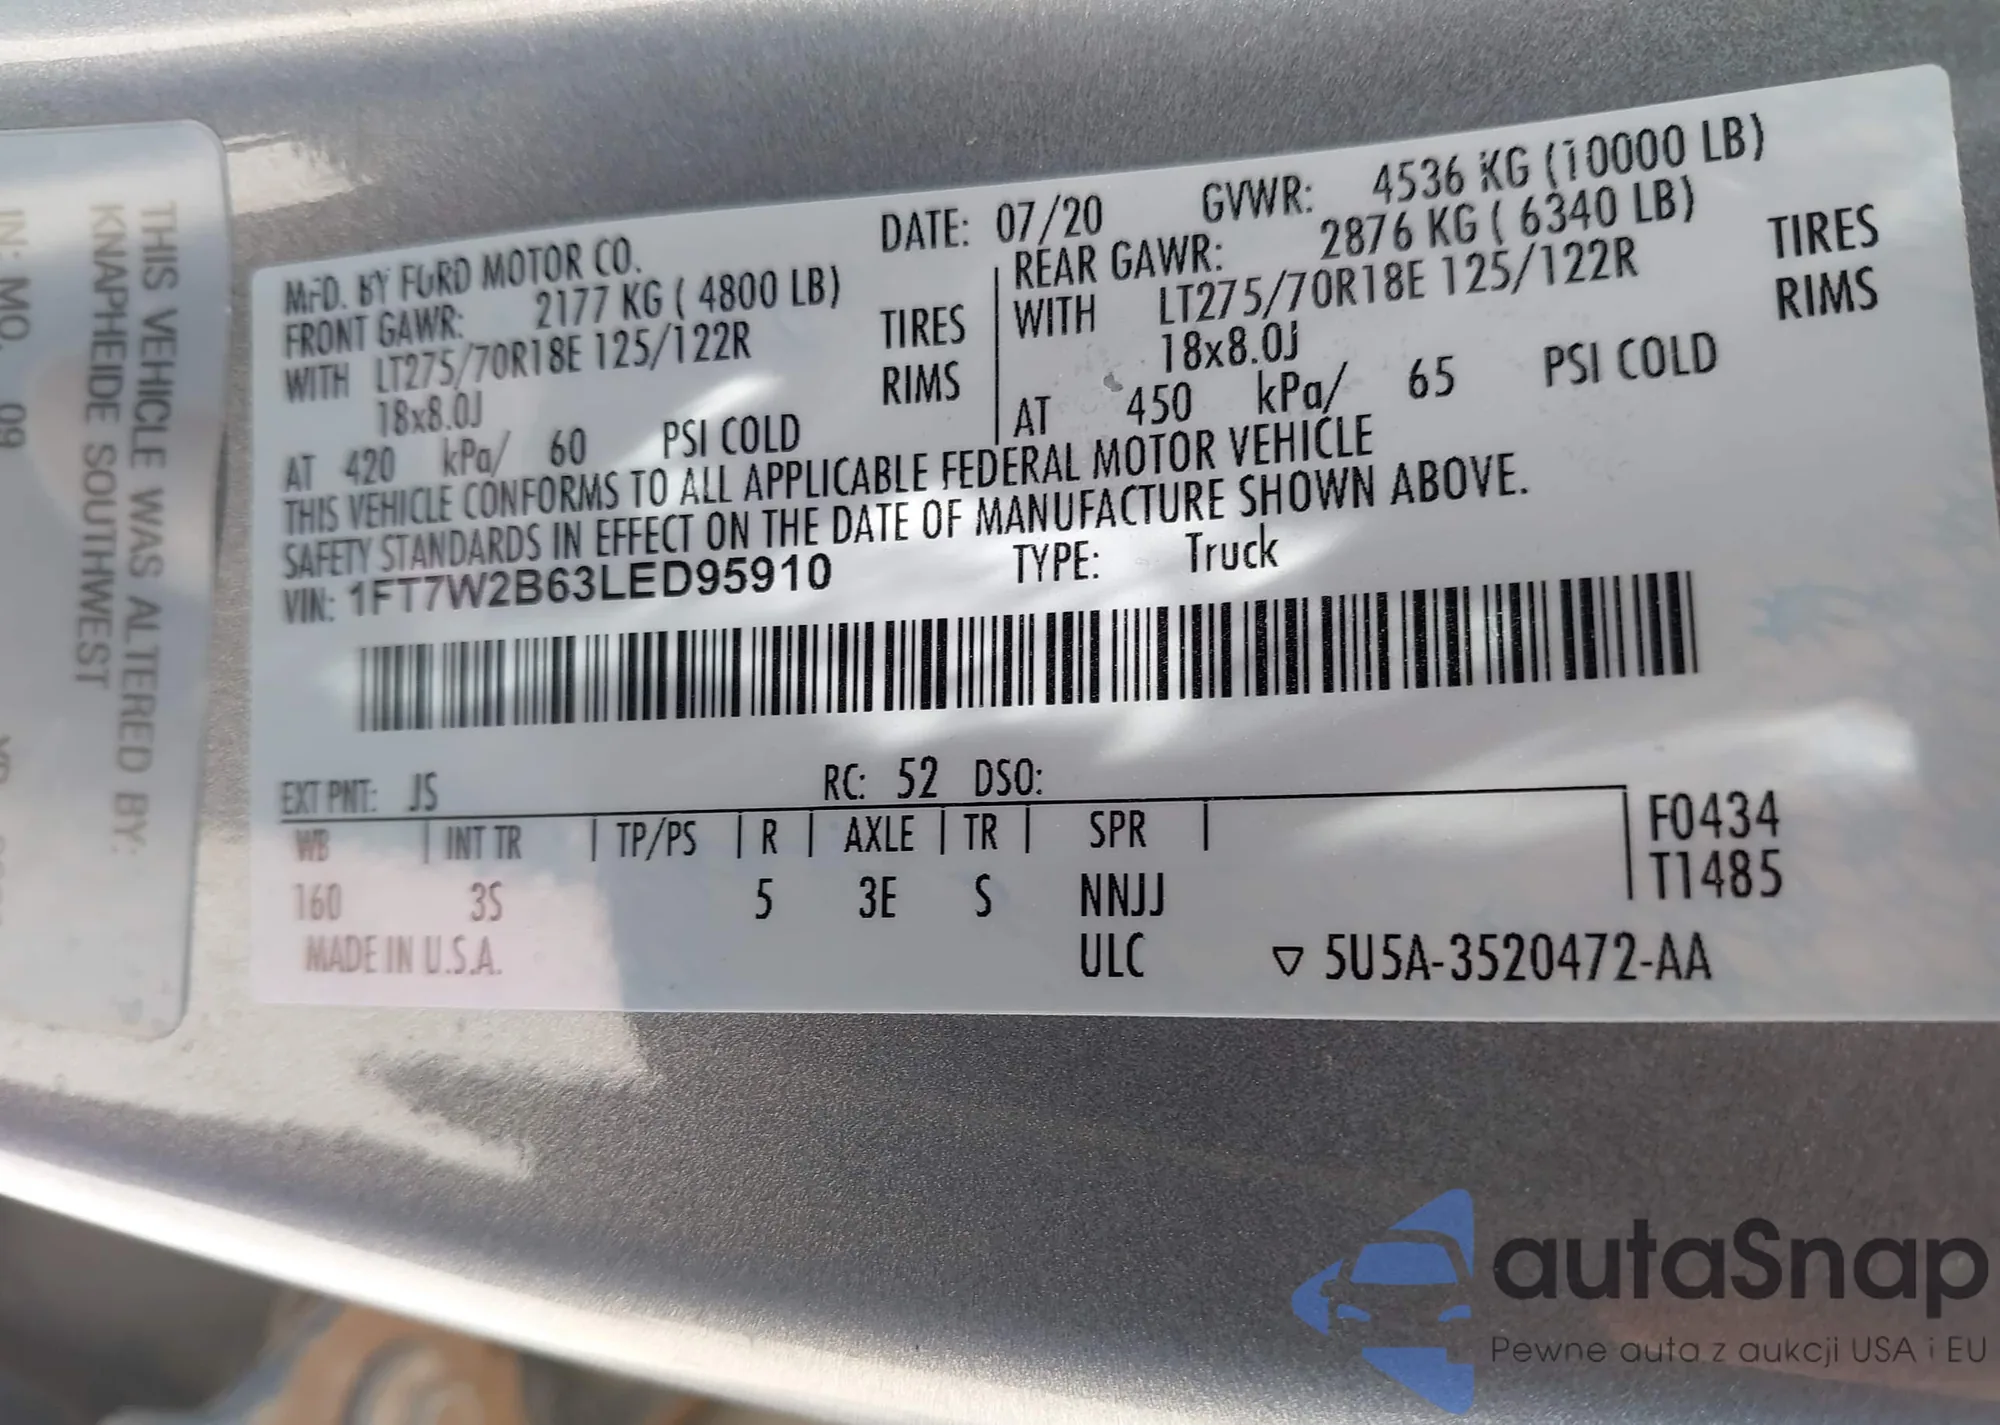 THIS VEHICLE WAS ALTERED BY:
KNAPHEIDE SOUTHWEST
IN: MO. 09
MFD. BY FORD MOTOR CO.
DATE: 07/20 GVWR: 4536 KG (10000 LB)
FRONT GAWR: 2177 KG ( 4800 LB)
WITH LT275/70R18E 125/122R TIRES
18x8.0J RIMS
AT 420 kPa/ 60 PSI COLD
REAR GAWR: 2876 KG ( 6340 LB)
WITH LT275/70R18E 125/122R TIRES
18x8.0J RIMS
AT 450 kPa/ 65 PSI COLD
THIS VEHICLE CONFORMS TO ALL APPLICABLE FEDERAL MOTOR VEHICLE
SAFETY STANDARDS IN EFFECT ON THE DATE OF MANUFACTURE SHOWN ABOVE.
VIN: 1FT7W2B63LED95910 TYPE: Truck
EXT PNT: JS RC: 52 DSO:
WB | INT TR | TP/PS | R | AXLE | TR | SPR | F0434
T1485
160 3S 5 3E S NNJJ
MADE IN U.S.A. ULC ▽ 5U5A-3520472-AA
autaSnap
Pewne auta z aukcji USA i EU